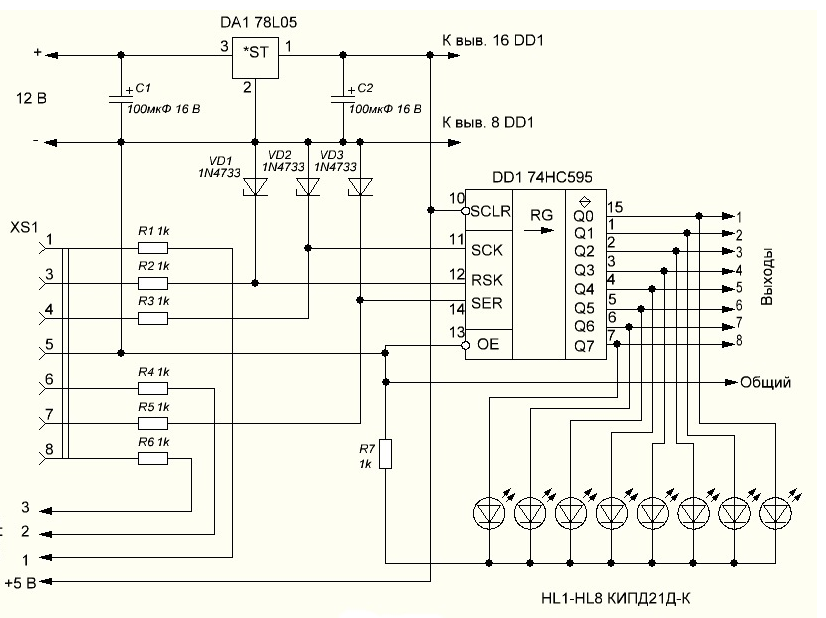 DA1 78L05
+
3
*ST
1
К выв. 16 DD1
2
12 В
+ C1
100мкФ 16 В
+ C2
100мкФ 16 В
-
К выв. 8 DD1
VD1
1N4733
VD2
1N4733
VD3
1N4733
DD1 74HC595
10
SCLR
RG
Q0
15
1
11
SCK
Q1
1
2
Q2
2
3
12
RSK
Q3
3
4
SER
14
Q4
4
5
Q5
5
6
13
OE
Q6
6
7
Q7
7
8
Выходы
Общий
XS1
1
R1 1k
3
R2 1k
4
R3 1k
5
6
R4 1k
7
R5 1k
8
R6 1k
R7
1k
3
2
1
+5 В
HL1-HL8 КИПД21Д-К